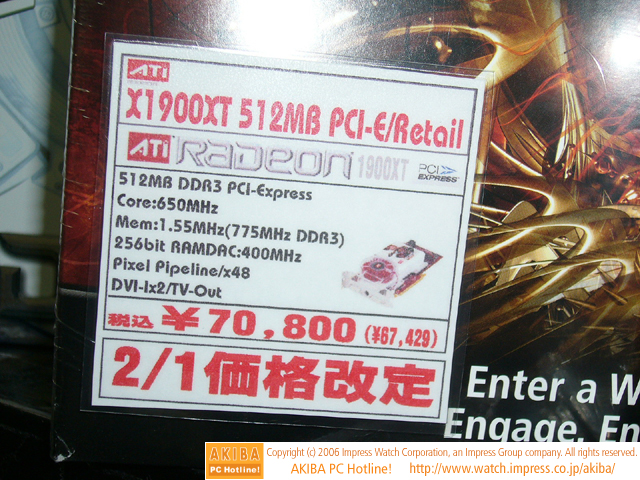 ATI
X1900XT 512MB PCI-E/Retail
ATI RADEON 1900XT PCI EXPRESS
512MB DDR3 PCI-Express
Core:650MHz
Mem:1.55MHz(775MHz DDR3)
256bit RAMDAC:400MHz
Pixel Pipeline/x48
DVI-Ix2/TV-Out
税込 ¥70,800 (¥67,429)
2/1価格改定
Enter a W
Engage. En
AKIBA PC Hotline!
Copyright (c) 2006 Impress Watch Corporation, an Impress Group company. All rights reserved.
AKIBA PC Hotline! http://www.watch.impress.co.jp/akiba/